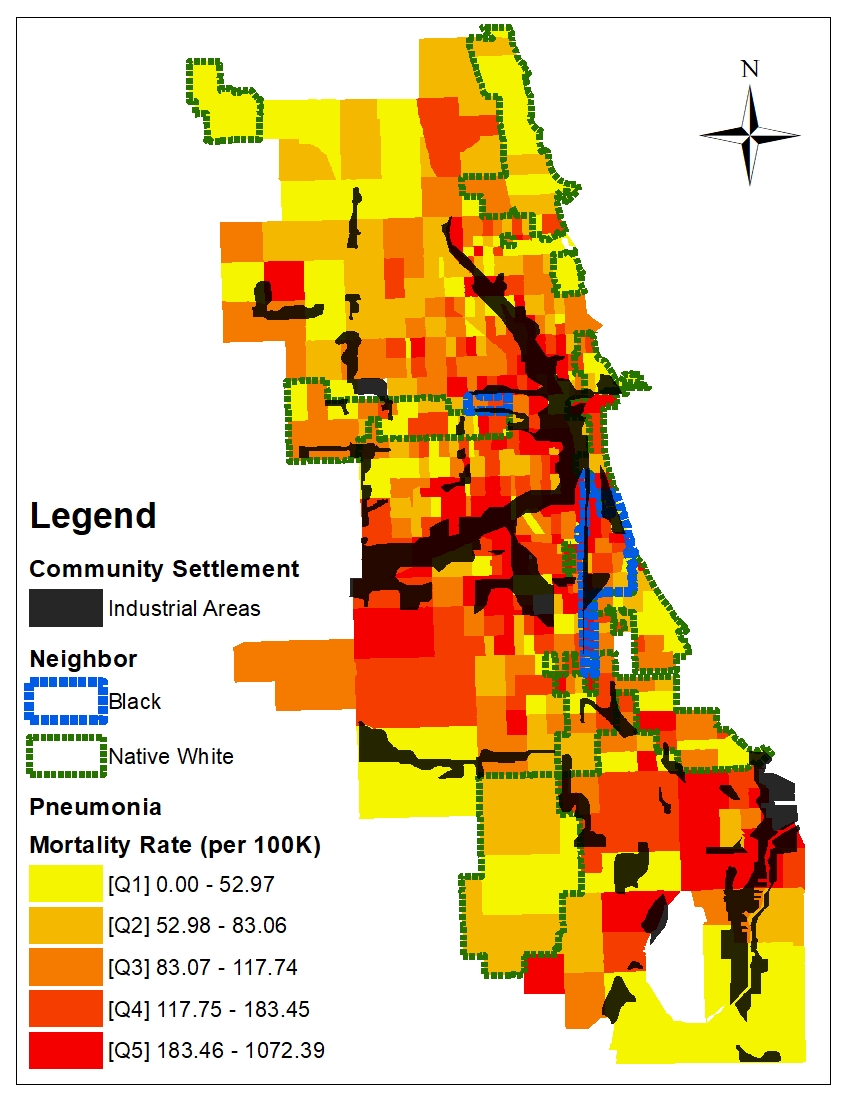 N
Legend
Community Settlement
Industrial Areas
Neighbor
Black
Native White
Pneumonia
Mortality Rate (per 100K)
[Q1] 0.00 - 52.97
[Q2] 52.98 - 83.06
[Q3] 83.07 - 117.74
[Q4] 117.75 - 183.45
[Q5] 183.46 - 1072.39